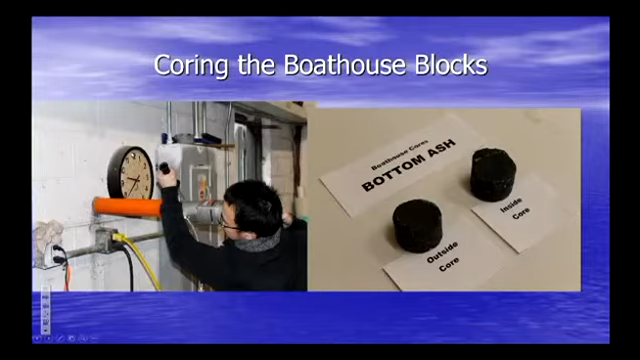 Coring the Boathouse Blocks
Boathouse Cores
BOTTOM ASH
Inside
Core
Outside
Core